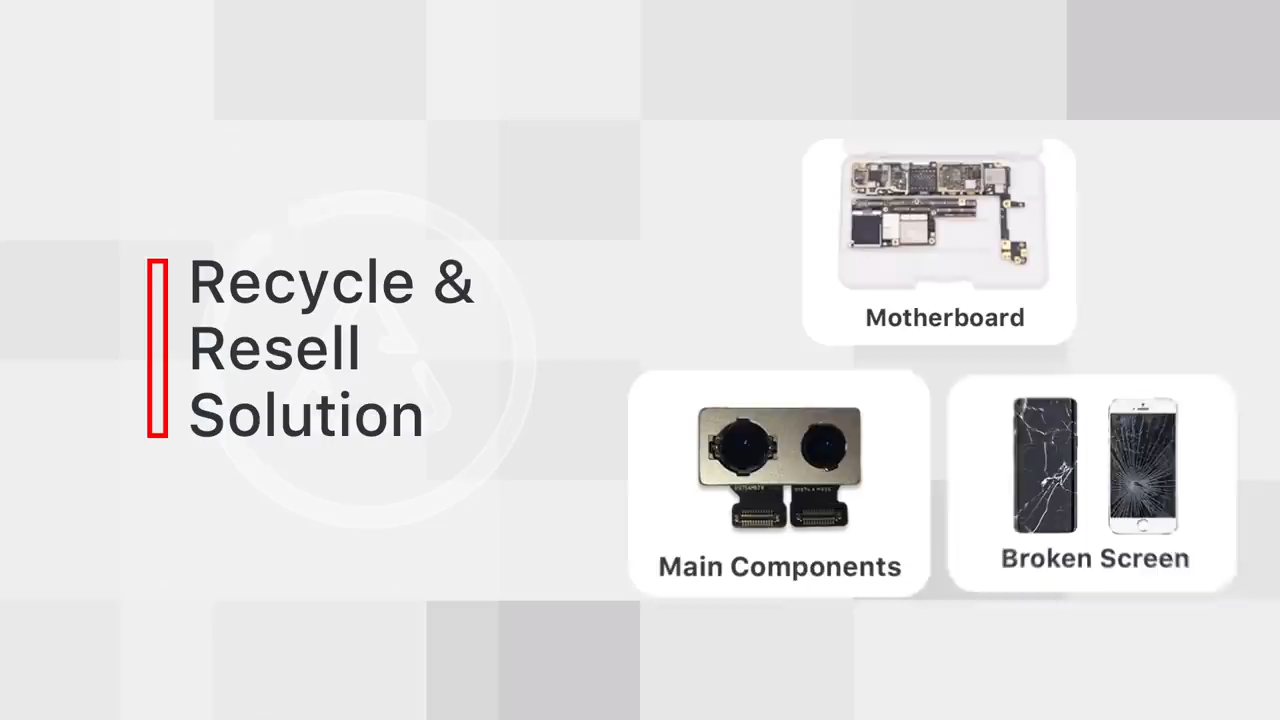 Recycle &
Resell
Solution
Motherboard
Main Components
Broken Screen